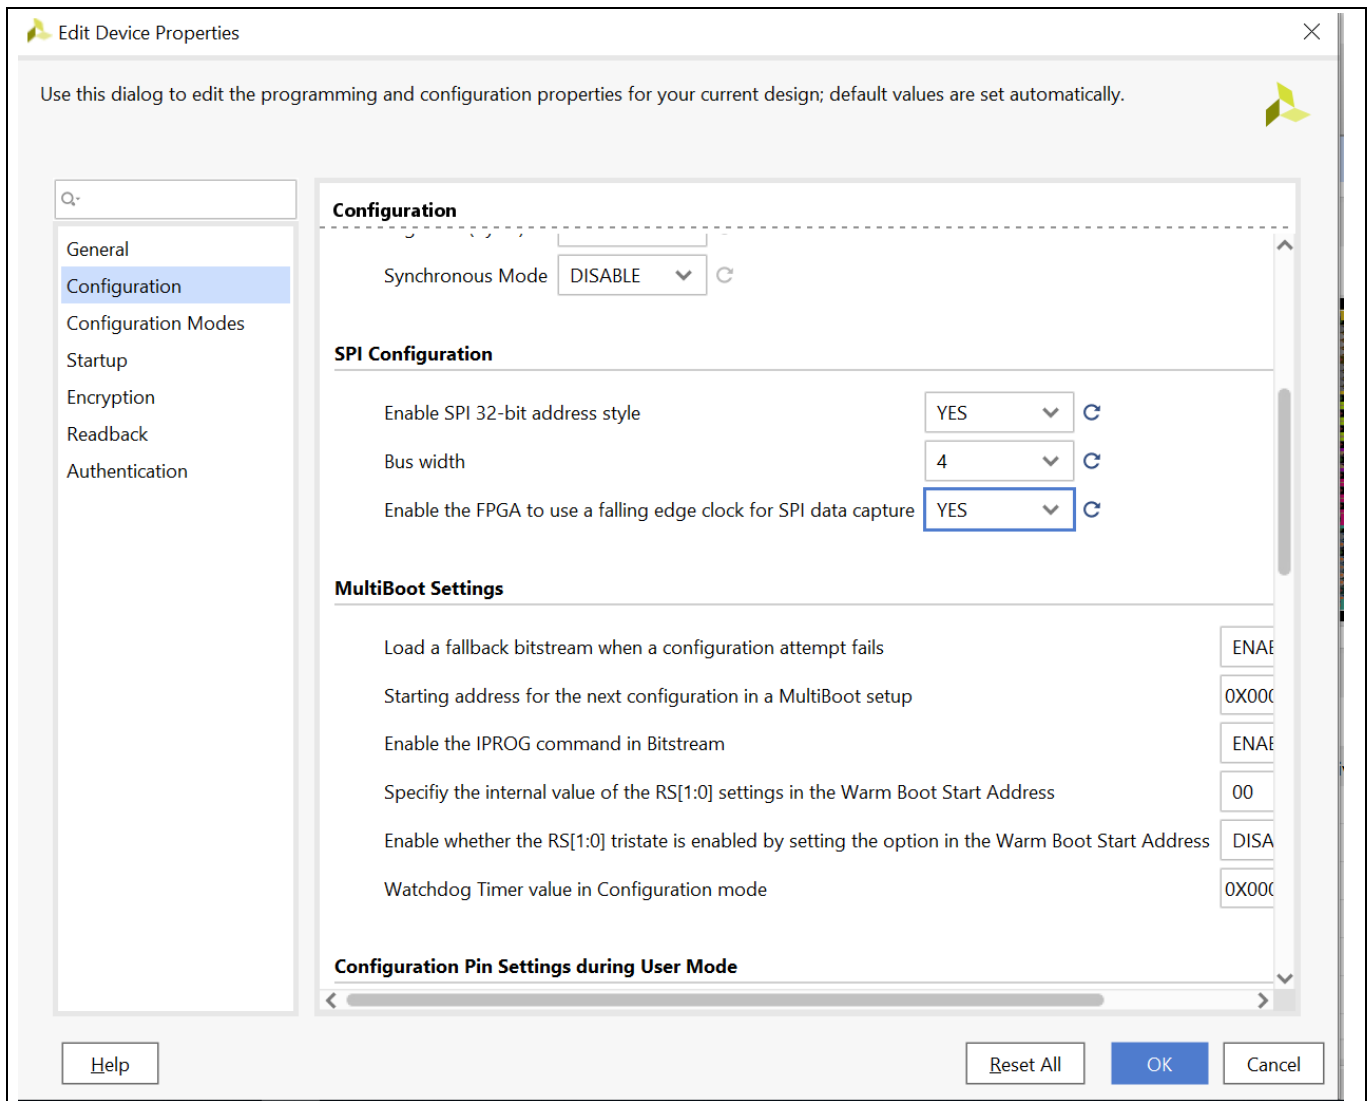 Edit Device Properties
Use this dialog to edit the programming and configuration properties for your current design; default values are set automatically.
Configuration
General
Configuration
Configuration Modes
Startup
Encryption
Readback
Authentication
Synchronous Mode DISABLE
SPI Configuration
Enable SPI 32-bit address style YES
Bus width 4
Enable the FPGA to use a falling edge clock for SPI data capture YES
MultiBoot Settings
Load a fallback bitstream when a configuration attempt fails
Starting address for the next configuration in a MultiBoot setup 0X000
Enable the IPROG command in Bitstream
Specifiy the internal value of the RS[1:0] settings in the Warm Boot Start Address 00
Enable whether the RS[1:0] tristate is enabled by setting the option in the Warm Boot Start Address DISA
Watchdog Timer value in Configuration mode 0X000
Configuration Pin Settings during User Mode
Help
Reset All
OK
Cancel